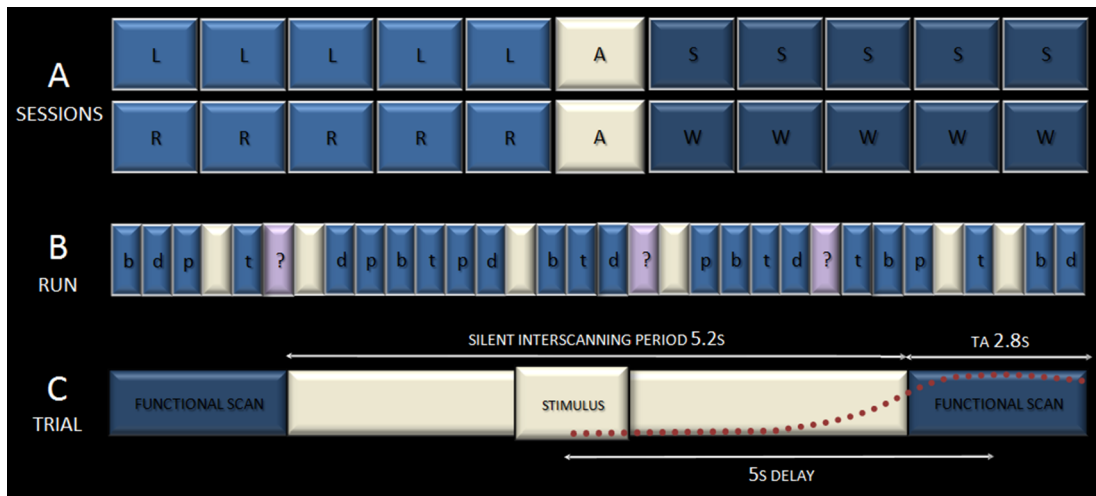 A
SESSIONS
L L L L L A S S S S S
R R R R R A W W W W W
B
RUN
b d p t ? d p b t p d b t d ? p b t d ? t b p t b d
SILENT INTERSCANNING PERIOD 5.2S
TA 2.8S
C
TRIAL
FUNCTIONAL SCAN
STIMULUS
FUNCTIONAL SCAN
5S DELAY